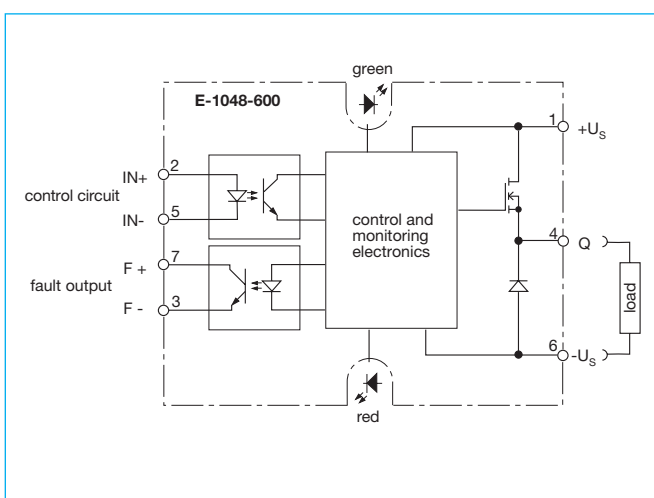 green
E-1048-600
1
+US
2
IN+
control circuit
5
IN-
control and
monitoring
electronics
4
Q
7
F +
fault output
3
F -
load
6
-US
red